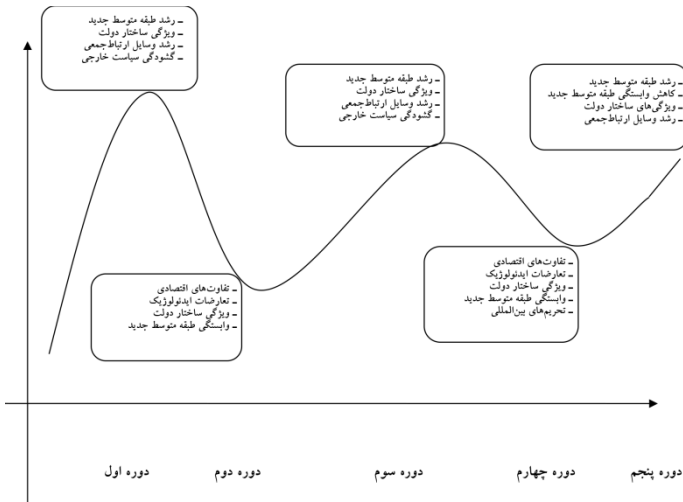 - رشد طبقه متوسط جدید
- ویژگی ساختار دولت
- رشد وسایل ارتباط‌جمعی
- گشودگی سیاست خارجی
- رشد طبقه متوسط جدید
- ویژگی ساختار دولت
- رشد وسایل ارتباط‌جمعی
- گشودگی سیاست خارجی
- رشد طبقه متوسط جدید
- کاهش وابستگی طبقه متوسط جدید
- ویژگی‌های ساختار دولت
- رشد وسایل ارتباط‌جمعی
- تفاوت‌های اقتصادی
- تعارضات ایدئولوژیک
- ویژگی ساختار دولت
- وابستگی طبقه متوسط جدید
- تفاوت‌های اقتصادی
- تعارضات ایدئولوژیک
- ویژگی ساختار دولت
- وابستگی طبقه متوسط جدید
- تحریم‌های بین‌المللی
دوره اول
دوره دوم
دوره سوم
دوره چهارم
دوره پنجم